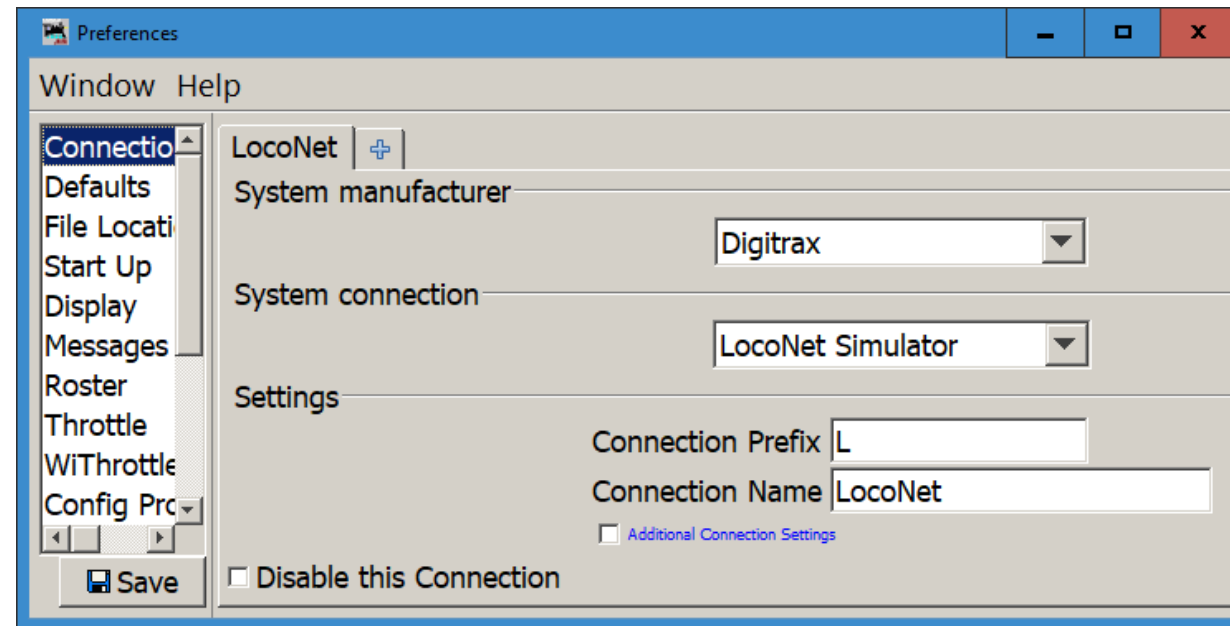 Preferences
Window Help
Connectio
Defaults
File Locati
Start Up
Display
Messages
Roster
Throttle
WiThrottle
Config Pro
Save
LocoNet
System manufacturer
Digitrax
System connection
LocoNet Simulator
Settings
Connection Prefix L
Connection Name LocoNet
Additional Connection Settings
Disable this Connection